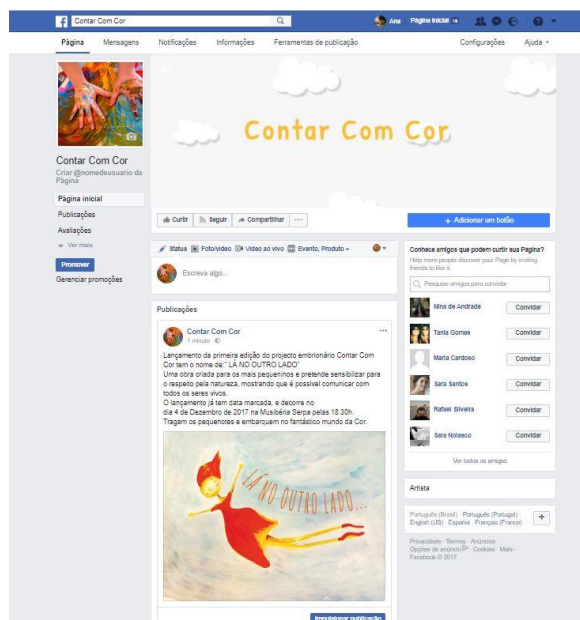 Contar Com Cor
Ana Página Inicial
Página Mensagens Notificações Informações Ferramentas de publicação Configurações Ajuda
Contar Com Cor
Contar Com Cor
Criar @nomedeusuario da
Página
Página inicial
Publicações
Avaliações
Ver mais
Promover
Gerenciar promoções
Curtir Seguir Compartilhar
+ Adicionar um botão
Status Foto/vídeo Vídeo ao vivo Evento, Produto +
Escreva algo...
Publicações
Contar Com Cor
1 minuto
Lançamento da primeira edição do projecto embrionário Contar Com
Cor tem o nome de:" LÁ NO OUTRO LADO"
Uma obra criada para os mais pequeninos e pretende sensibilizar para
o respeito pela natureza, mostrando que é possivel comunicar com
todos os seres vivos.
O lançamento já tem data marcada, e decorre no
dia 4 de Dezembro de 2017 na Musibéria Serpa pelas 18.30h.
Tragam os pequenotes e embarquem no fantástico mundo da Cor.
LÁ NO OUTRO LADO...
Impulsionar publicação
Conhece amigos que podem curtir sua Página?
Help more people discover your Page by inviting
friends to like it.
Pesquise amigos para convidar
Nina de Andrade Convidar
Tania Gomes Convidar
Maria Cardoso Convidar
Sara Santos Convidar
Rafael Silveira Convidar
Sara Nolasco Convidar
Ver todos os amigos
Artista
Português (Brasil) · Português (Portugal) ·
English (US) · Español · Français (France)
Privacidade · Termos · Anúncios ·
Opções de anúncio · Cookies · Mais
Facebook © 2017